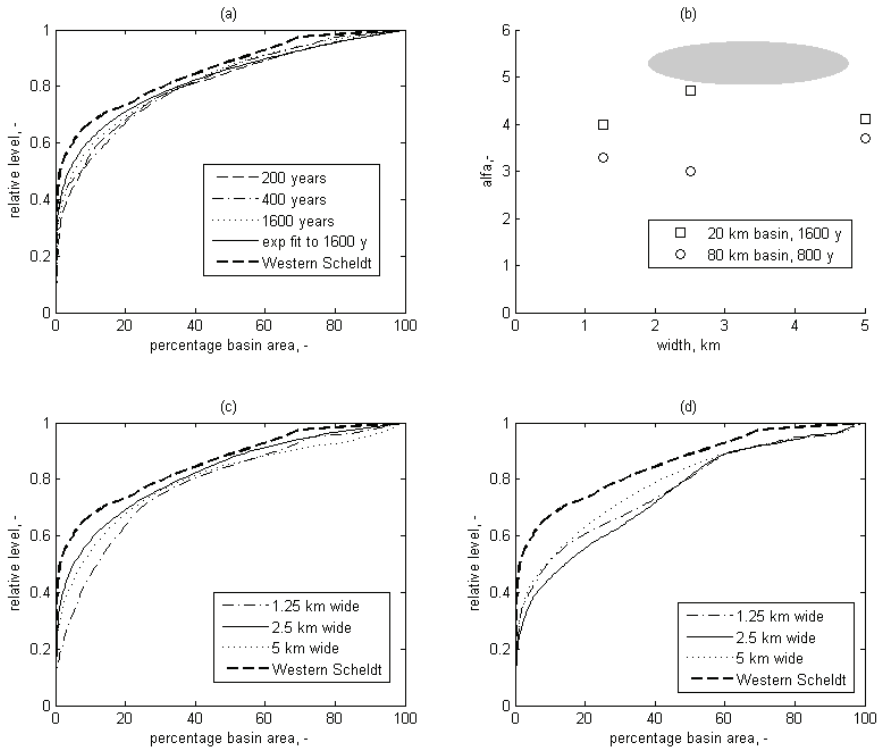 (a)
1
0.8
0.6
0.4
0.2
0
relative level, -
200 years
400 years
1600 years
exp fit to 1600 y
Western Scheldt
0 20 40 60 80 100
percentage basin area, -
(b)
6
5
4
3
2
1
0
alfa,-
20 km basin, 1600 y
80 km basin, 800 y
0 1 2 3 4 5
width, km
(c)
1
0.8
0.6
0.4
0.2
0
relative level, -
1.25 km wide
2.5 km wide
5 km wide
Western Scheldt
0 20 40 60 80 100
percentage basin area, -
(d)
1
0.8
0.6
0.4
0.2
0
relative level, -
1.25 km wide
2.5 km wide
5 km wide
Western Scheldt
0 20 40 60 80 100
percentage basin area, -